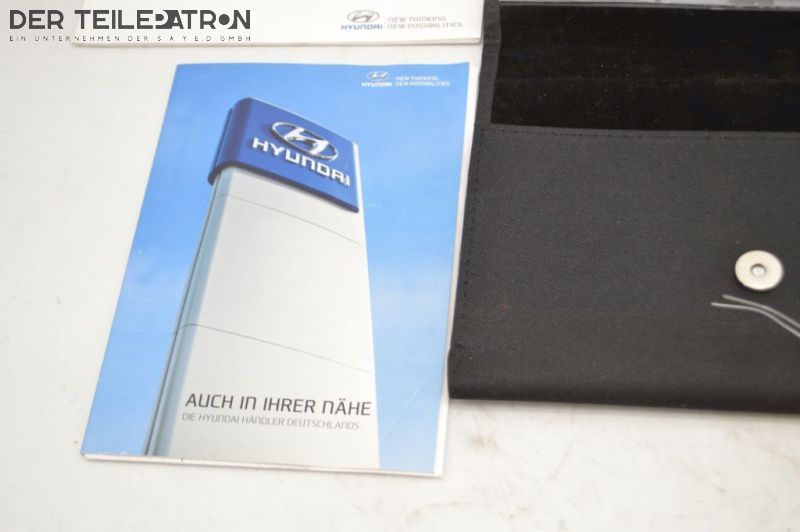 DER TEILEPATRON
EIN UNTERNEHMEN DER S A Y E.D GMBH
HYUNDAI
NEW THINKING.
NEW POSSIBILITIES.
HYUNDAI
NEW THINKING.
NEW POSSIBILITIES.
HYUNDAI
AUCH IN IHRER NÄHE
DIE HYUNDAI HÄNDLER DEUTSCHLANDS